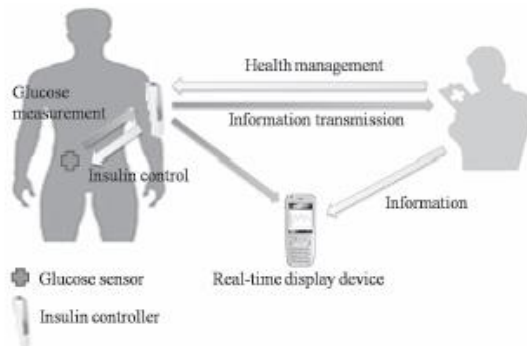 Health management
Glucose
measurement
Information transmission
Insulin control
Information
Glucose sensor
Real-time display device
Insulin controller